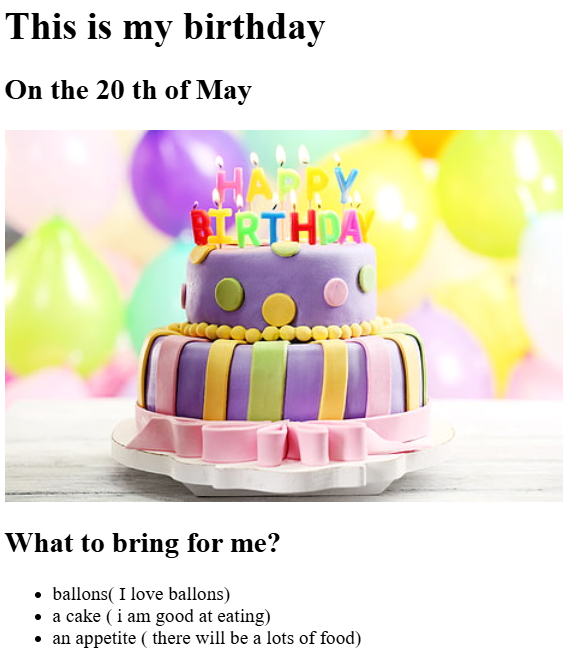 This is my birthday
On the 20 th of May
HAPPY
BIRTHDAY
What to bring for me?
ballons( I love ballons)
a cake ( i am good at eating)
an appetite ( there will be a lots of food)